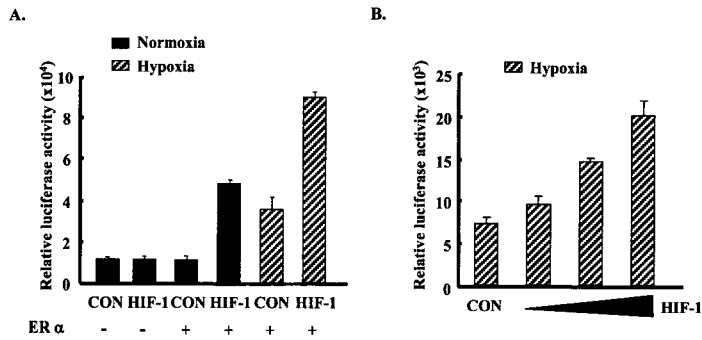 A.
Normoxia
Hypoxia
Relative luciferase activity (x10⁴)
10
8
6
4
2
0
CON HIF-1 CON HIF-1 CON HIF-1
ER α - - + + + +
B.
Hypoxia
Relative luciferase activity (x10³)
25
20
15
10
5
0
CON HIF-1